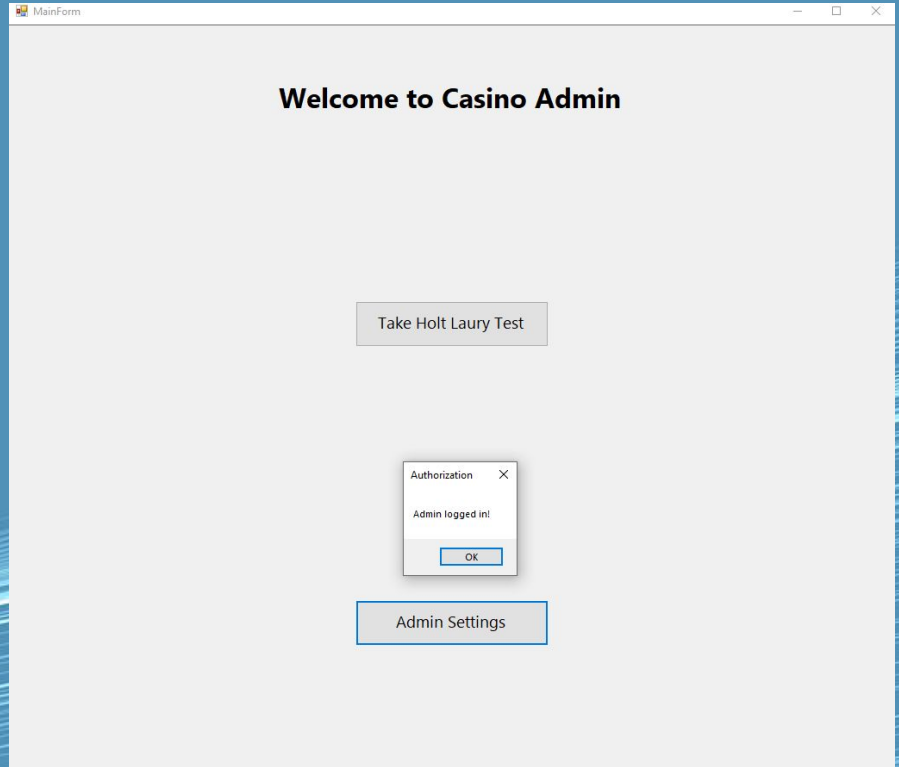 MainForm
Welcome to Casino Admin
Take Holt Laury Test
Authorization
Admin logged in!
OK
Admin Settings